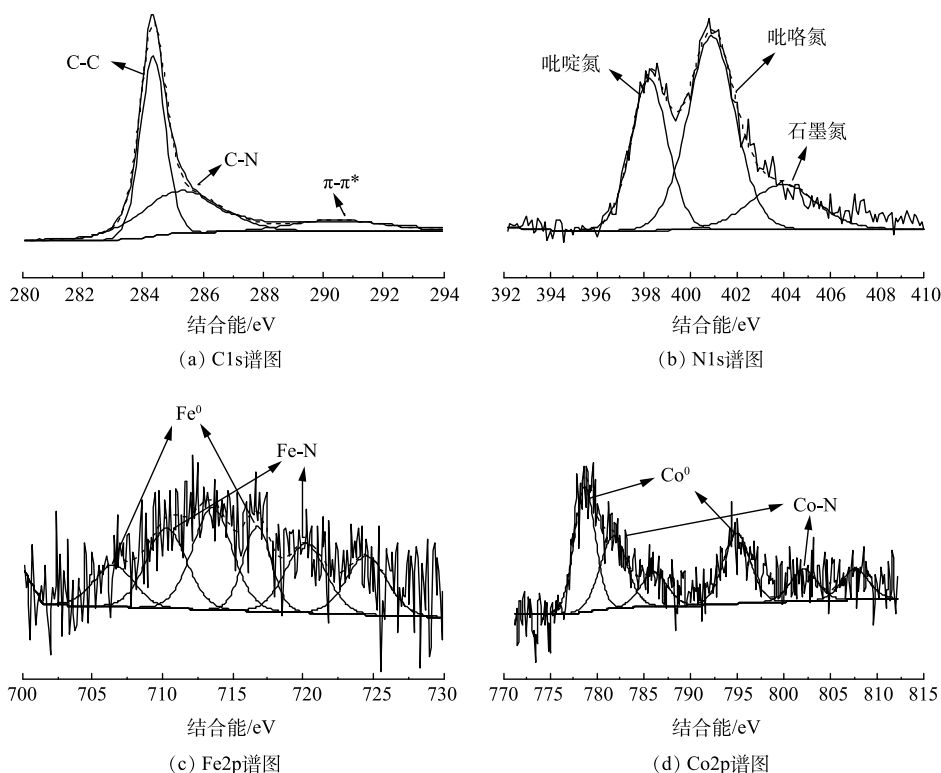 C-C
C-N
π-π*
280 282 284 286 288 290 292 294
结合能/eV
(a) C1s谱图
吡啶氮
吡咯氮
石墨氮
392 394 396 398 400 402 404 406 408 410
结合能/eV
(b) N1s谱图
Fe⁰
Fe-N
700 705 710 715 720 725 730
结合能/eV
(c) Fe2p谱图
Co⁰
Co-N
770 775 780 785 790 795 800 805 810 815
结合能/eV
(d) Co2p谱图